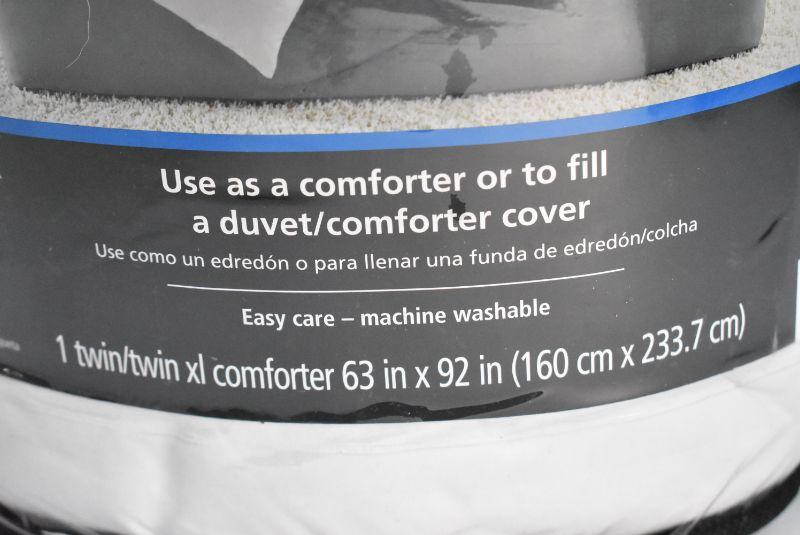 Use as a comforter or to fill
a duvet/comforter cover
Use como un edredón o para llenar una funda de edredón/colcha
Easy care – machine washable
1 twin/twin xl comforter 63 in x 92 in (160 cm x 233.7 cm)